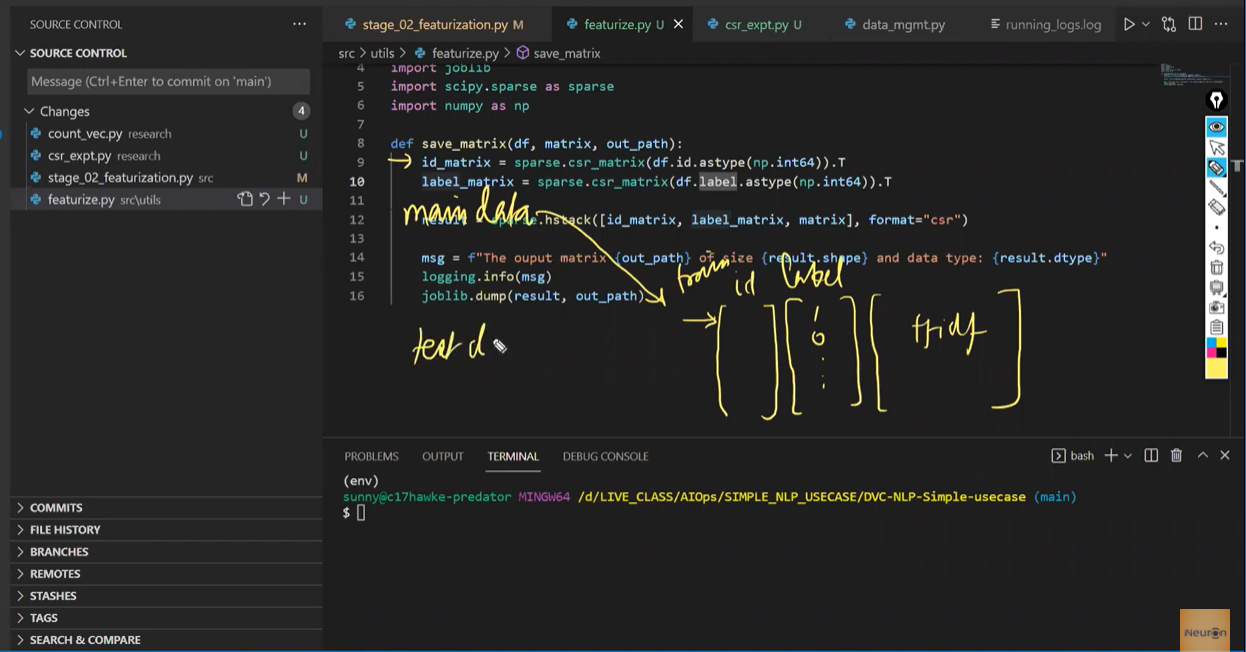 SOURCE CONTROL
SOURCE CONTROL
Message (Ctrl+Enter to commit on 'main')
Changes 4
count_vec.py research U
csr_expt.py research U
stage_02_featurization.py src M
featurize.py src\utils U
COMMITS
FILE HISTORY
BRANCHES
REMOTES
STASHES
TAGS
SEARCH & COMPARE
stage_02_featurization.py M featurize.py U csr_expt.py U data_mgmt.py running_logs.log
src > utils > featurize.py > save_matrix
4 import joblib
5 import scipy.sparse as sparse
6 import numpy as np
7
8 def save_matrix(df, matrix, out_path):
9 id_matrix = sparse.csr_matrix(df.id.astype(np.int64)).T
10 label_matrix = sparse.csr_matrix(df.label.astype(np.int64)).T
11
12 result = sparse.hstack([id_matrix, label_matrix, matrix], format="csr")
13
14 msg = f"The ouput matrix {out_path} of size {result.shape} and data type: {result.dtype}"
15 logging.info(msg)
16 joblib.dump(result, out_path)
main data
train
id label
1
0
tfidf
test d
PROBLEMS OUTPUT TERMINAL DEBUG CONSOLE bash
(env)
sunny@c17hawke-predator MINGW64 /d/LIVE_CLASS/AIOps/SIMPLE_NLP_USECASE/DVC-NLP-Simple-usecase (main)
$
iNeuron